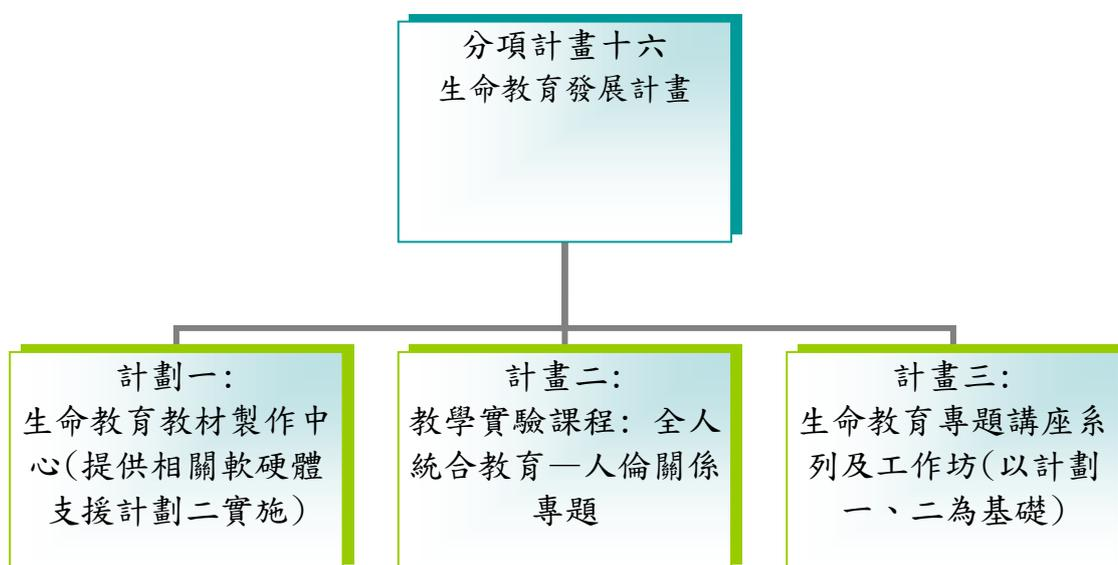 分項計畫十六
生命教育發展計畫
計劃一:
生命教育教材製作中
心(提供相關軟硬體
支援計劃二實施)
計畫二:
教學實驗課程: 全人
統合教育—人倫關係
專題
計畫三:
生命教育專題講座系
列及工作坊(以計劃
一、二為基礎)